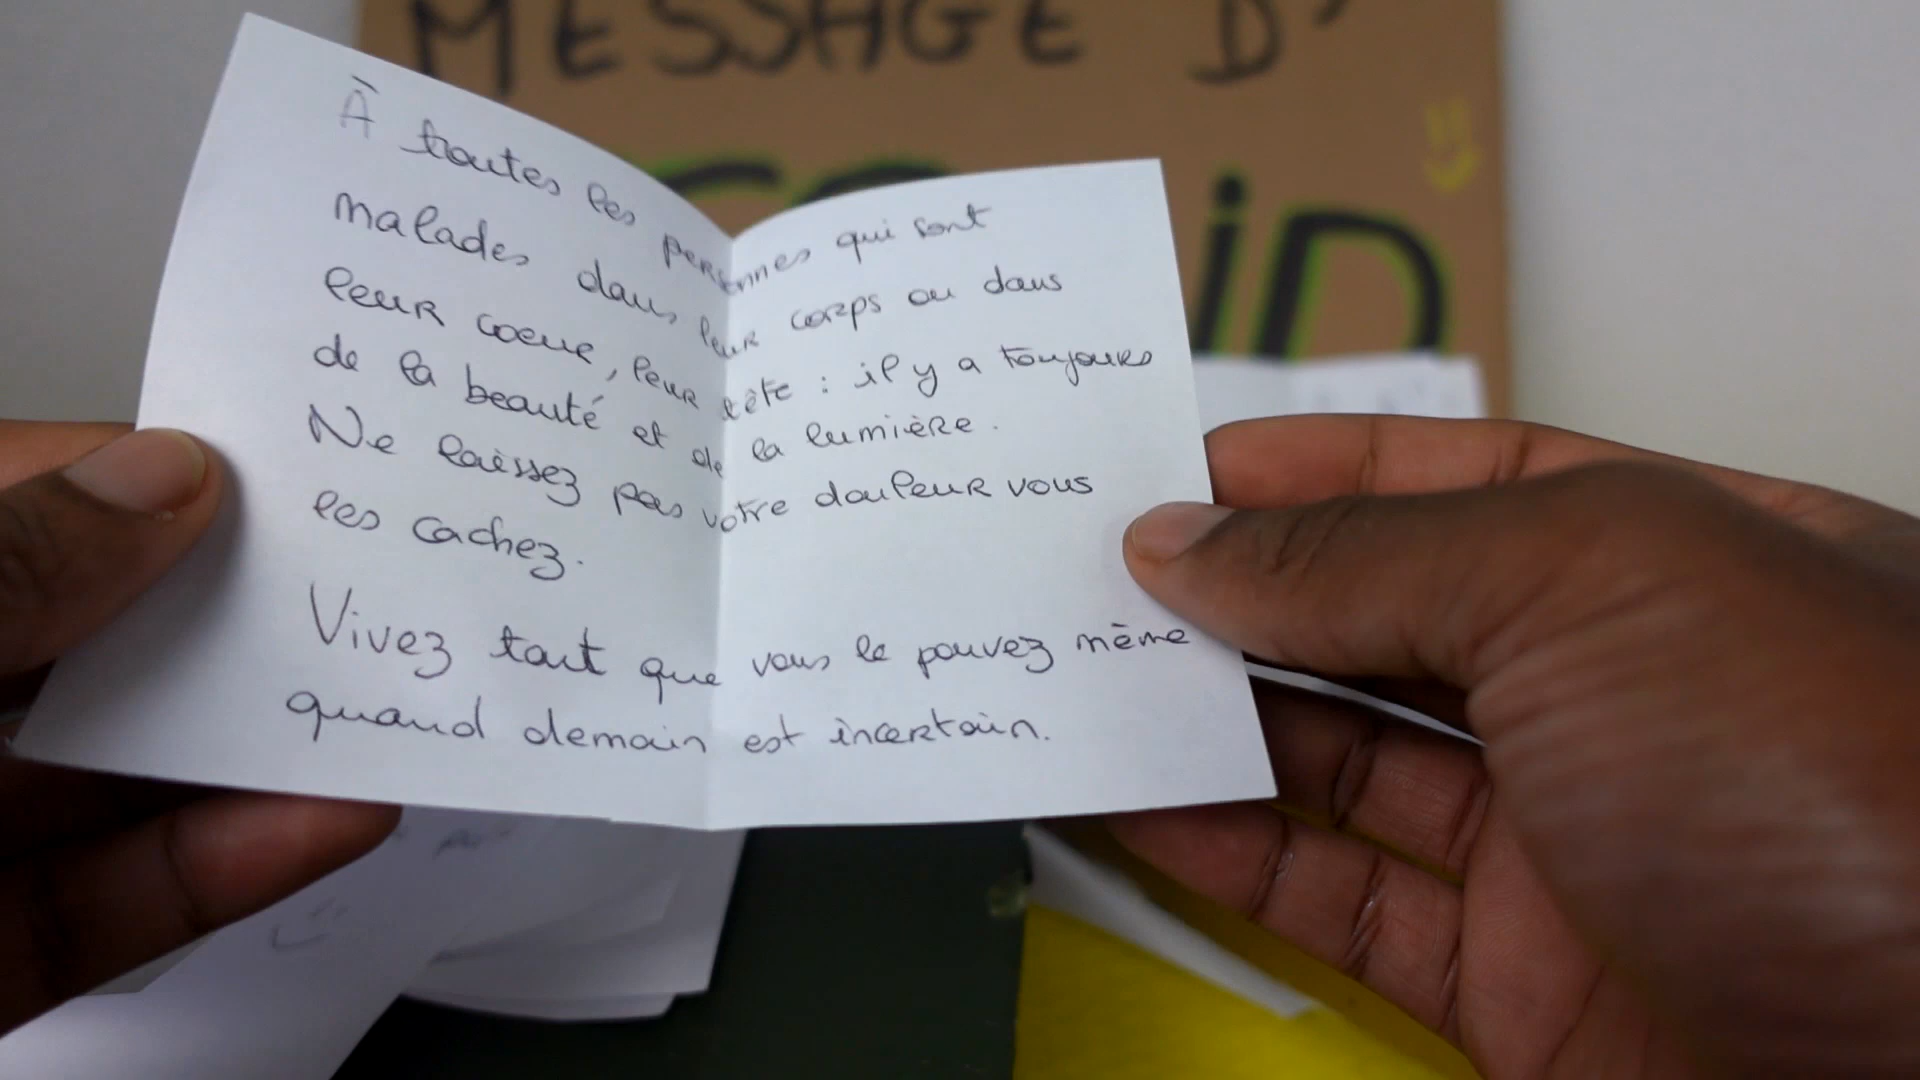 MESSAGE D'
À toutes les personnes qui sont
malades dans leur corps ou dans
leur coeur, leur tête : il y a toujours
de la beauté et de la lumière.
Ne laissez pas votre douleur vous
les cachez.
Vivez tant que vous le pouvez même
quand demain est incertain.